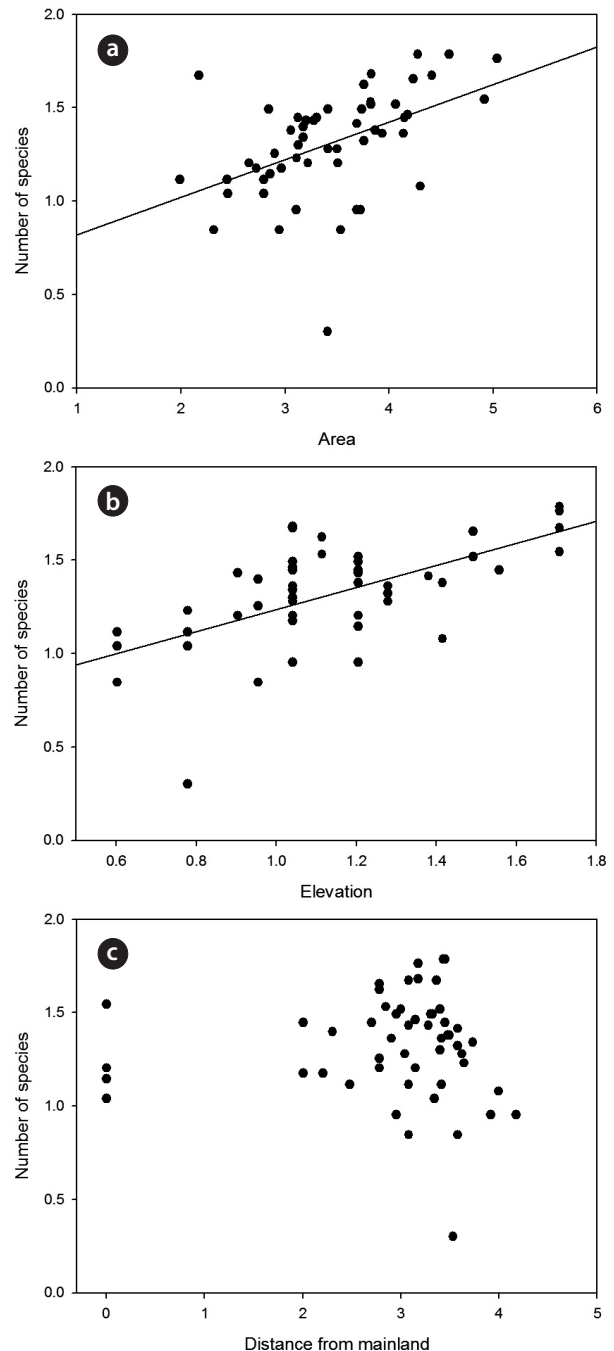 a
2.0
1.5
1.0
0.5
0.0
Number of species
1 2 3 4 5 6
Area
b
2.0
1.5
1.0
0.5
0.0
Number of species
0.6 0.8 1.0 1.2 1.4 1.6 1.8
Elevation
c
2.0
1.5
1.0
0.5
0.0
Number of species
0 1 2 3 4 5
Distance from mainland